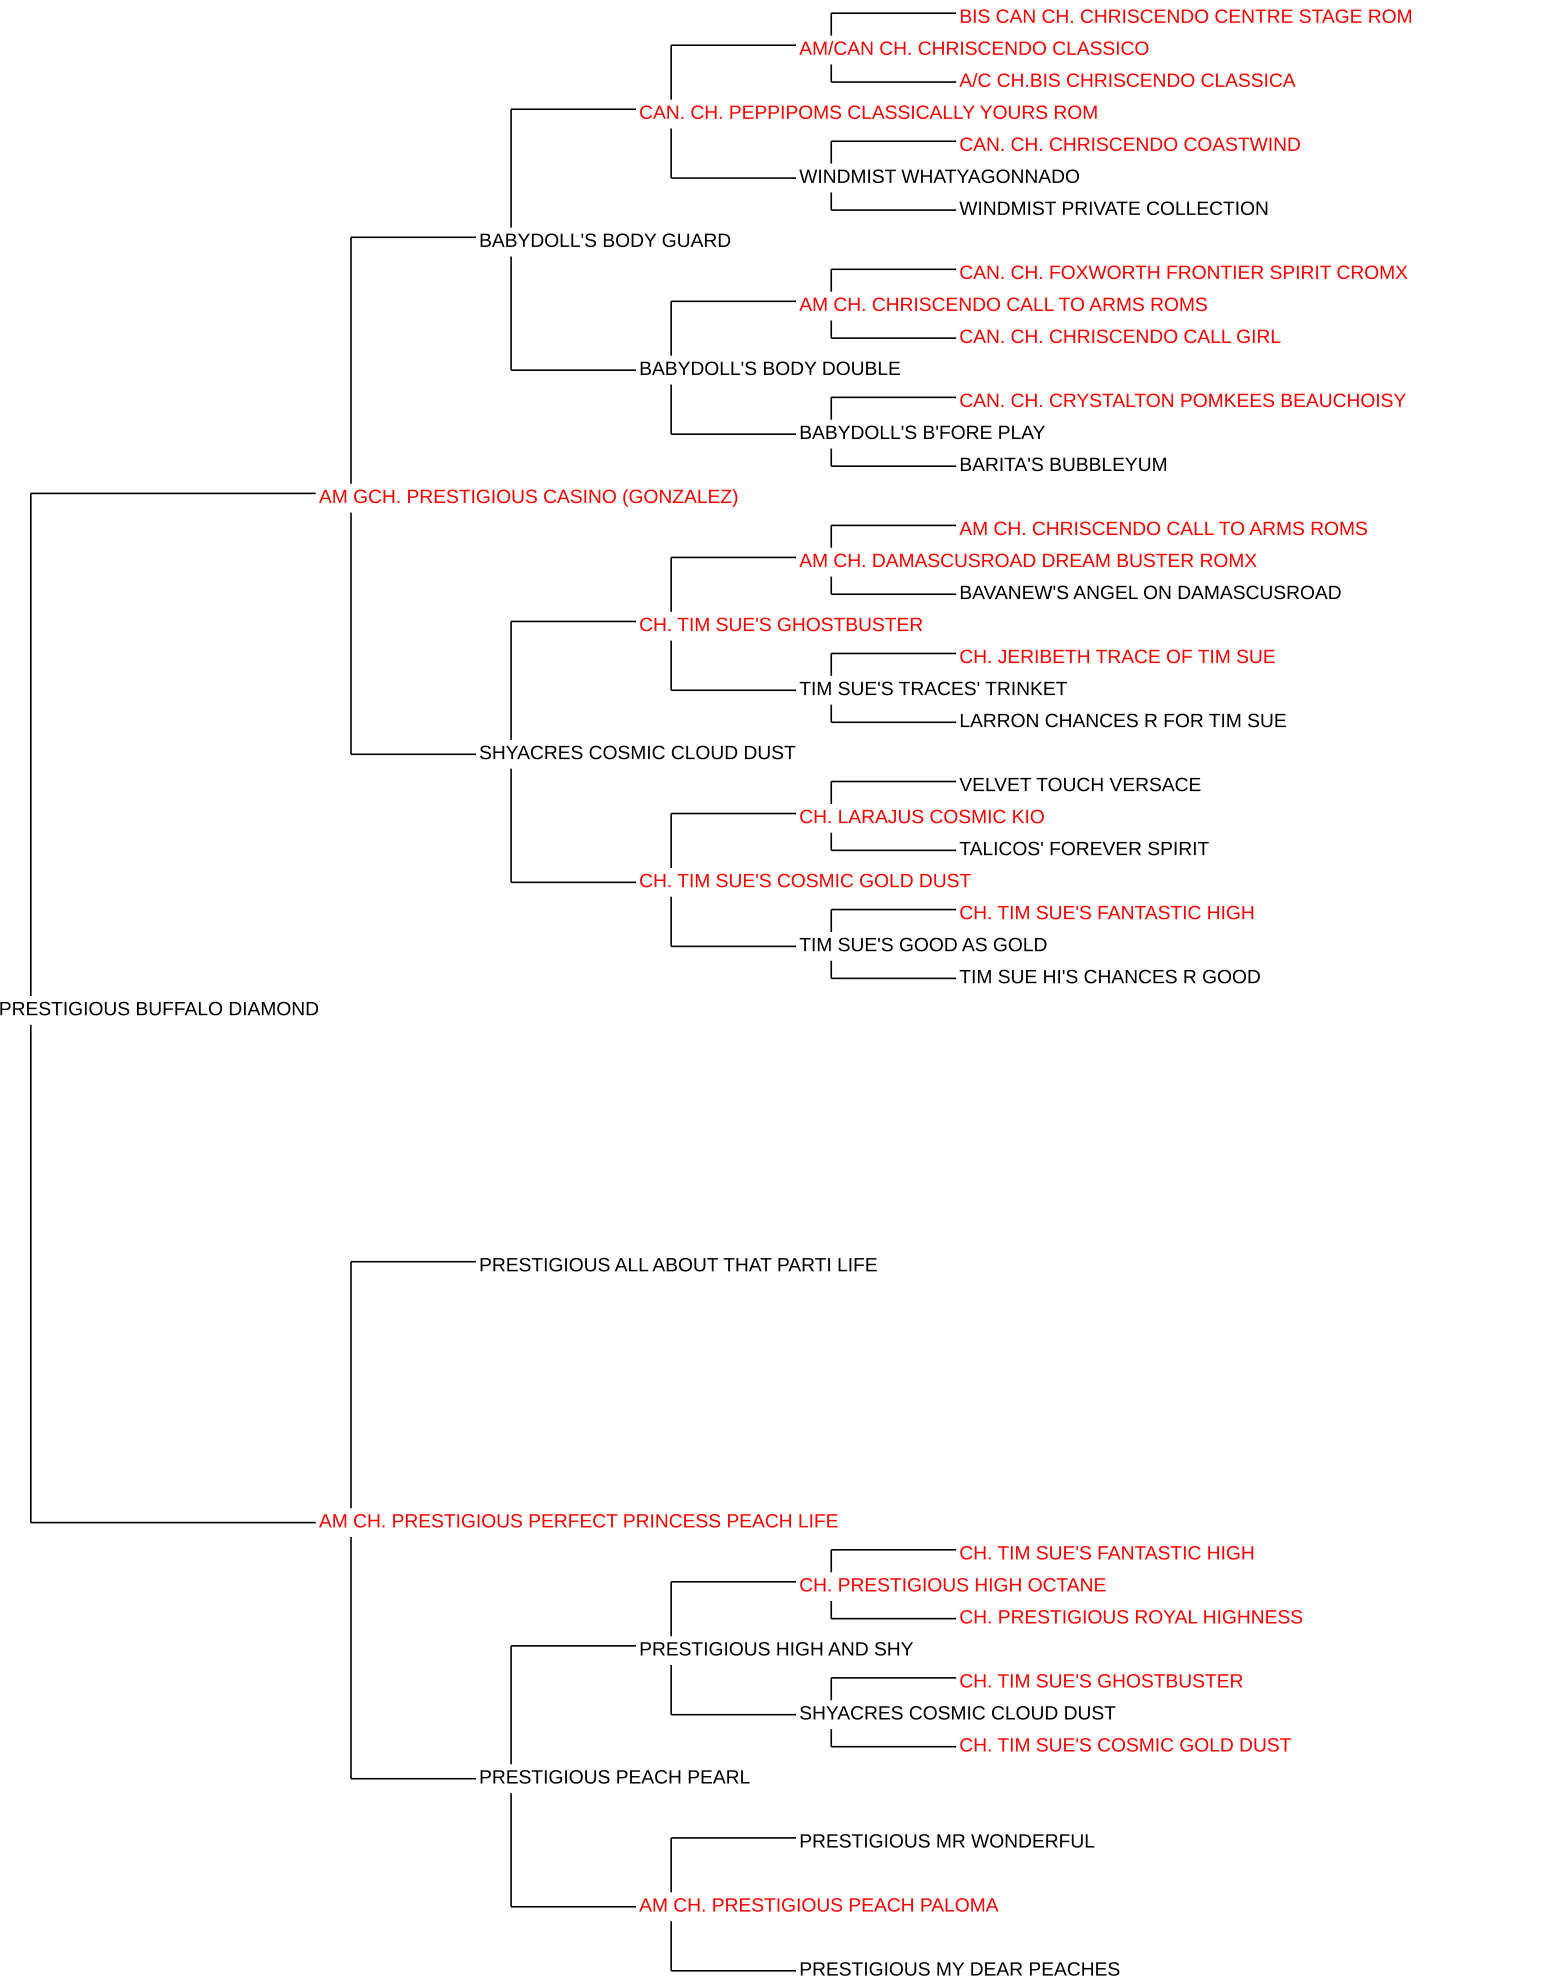 BIS CAN CH. CHRISCENDO CENTRE STAGE ROM
AM/CAN CH. CHRISCENDO CLASSICO
A/C CH.BIS CHRISCENDO CLASSICA
CAN. CH. PEPPIPOMS CLASSICALLY YOURS ROM
CAN. CH. CHRISCENDO COASTWIND
WINDMIST WHATYAGONNADO
WINDMIST PRIVATE COLLECTION
BABYDOLL'S BODY GUARD
CAN. CH. FOXWORTH FRONTIER SPIRIT CROMX
AM CH. CHRISCENDO CALL TO ARMS ROMS
CAN. CH. CHRISCENDO CALL GIRL
BABYDOLL'S BODY DOUBLE
CAN. CH. CRYSTALTON POMKEES BEAUCHOISY
BABYDOLL'S B'FORE PLAY
BARITA'S BUBBLEYUM
AM GCH. PRESTIGIOUS CASINO (GONZALEZ)
AM CH. CHRISCENDO CALL TO ARMS ROMS
AM CH. DAMASCUSROAD DREAM BUSTER ROMX
BAVANEW'S ANGEL ON DAMASCUSROAD
CH. TIM SUE'S GHOSTBUSTER
CH. JERIBETH TRACE OF TIM SUE
TIM SUE'S TRACES' TRINKET
LARRON CHANCES R FOR TIM SUE
SHYACRES COSMIC CLOUD DUST
VELVET TOUCH VERSACE
CH. LARAJUS COSMIC KIO
TALICOS' FOREVER SPIRIT
CH. TIM SUE'S COSMIC GOLD DUST
CH. TIM SUE'S FANTASTIC HIGH
TIM SUE'S GOOD AS GOLD
TIM SUE HI'S CHANCES R GOOD
PRESTIGIOUS BUFFALO DIAMOND
PRESTIGIOUS ALL ABOUT THAT PARTI LIFE
AM CH. PRESTIGIOUS PERFECT PRINCESS PEACH LIFE
CH. TIM SUE'S FANTASTIC HIGH
CH. PRESTIGIOUS HIGH OCTANE
CH. PRESTIGIOUS ROYAL HIGHNESS
PRESTIGIOUS HIGH AND SHY
CH. TIM SUE'S GHOSTBUSTER
SHYACRES COSMIC CLOUD DUST
CH. TIM SUE'S COSMIC GOLD DUST
PRESTIGIOUS PEACH PEARL
PRESTIGIOUS MR WONDERFUL
AM CH. PRESTIGIOUS PEACH PALOMA
PRESTIGIOUS MY DEAR PEACHES